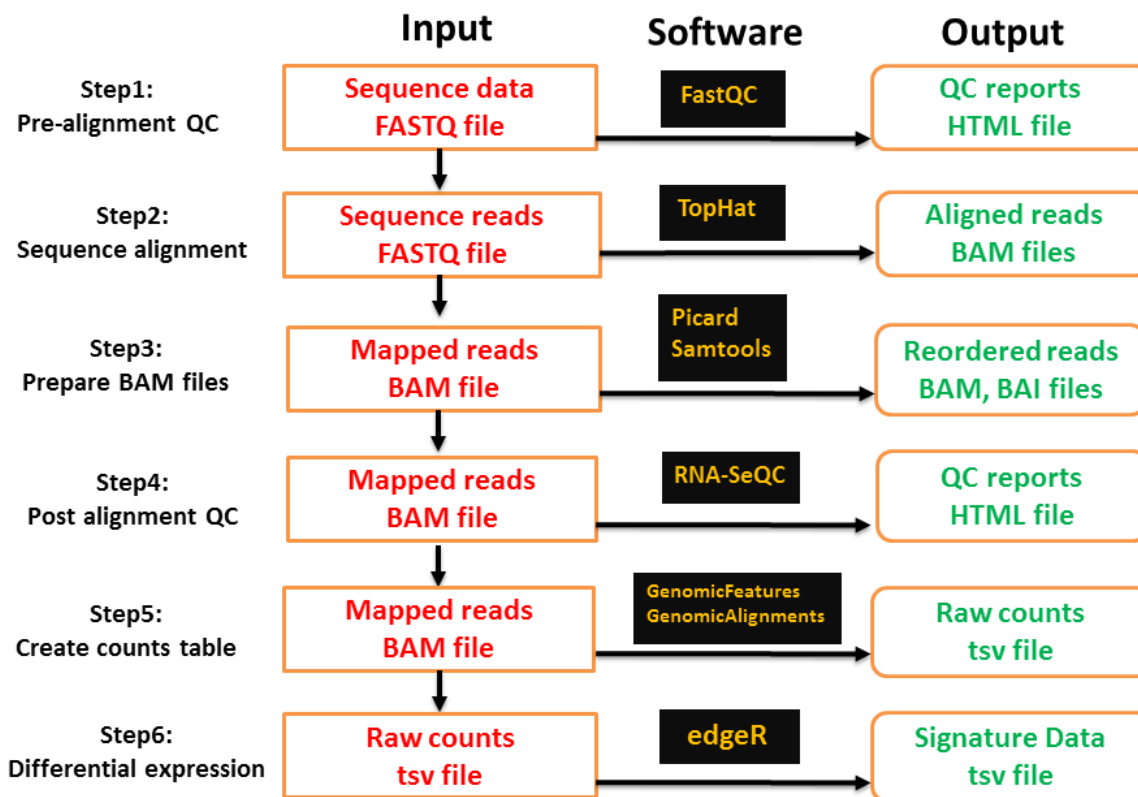 Input
Software
Output
Step1:
Pre-alignment QC
Sequence data
FASTQ file
FastQC
QC reports
HTML file
Step2:
Sequence alignment
Sequence reads
FASTQ file
TopHat
Aligned reads
BAM files
Step3:
Prepare BAM files
Mapped reads
BAM file
Picard
Samtools
Reordered reads
BAM, BAI files
Step4:
Post alignment QC
Mapped reads
BAM file
RNA-SeQC
QC reports
HTML file
Step5:
Create counts table
Mapped reads
BAM file
GenomicFeatures
GenomicAlignments
Raw counts
tsv file
Step6:
Differential expression
Raw counts
tsv file
edgeR
Signature Data
tsv file